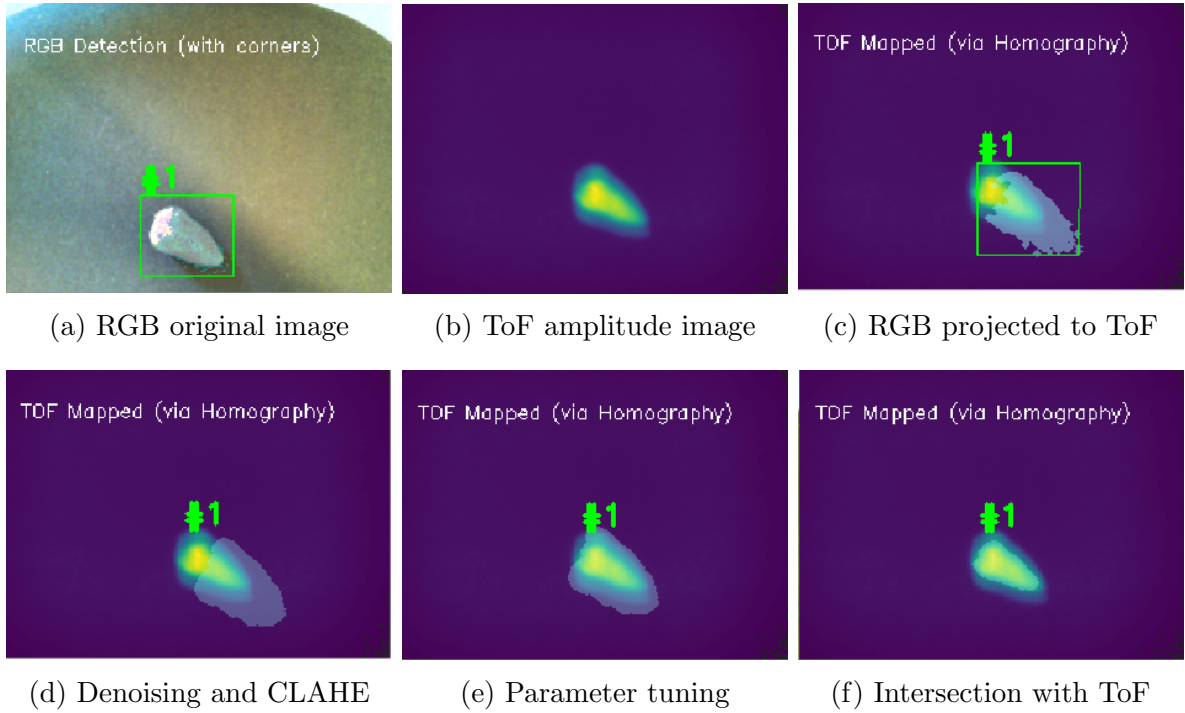 RGB Detection (with corners)
#1
(a) RGB original image
(b) ToF amplitude image
TOF Mapped (via Homography)
#1
(c) RGB projected to ToF
TOF Mapped (via Homography)
#1
(d) Denoising and CLAHE
TOF Mapped (via Homography)
#1
(e) Parameter tuning
TOF Mapped (via Homography)
#1
(f) Intersection with ToF